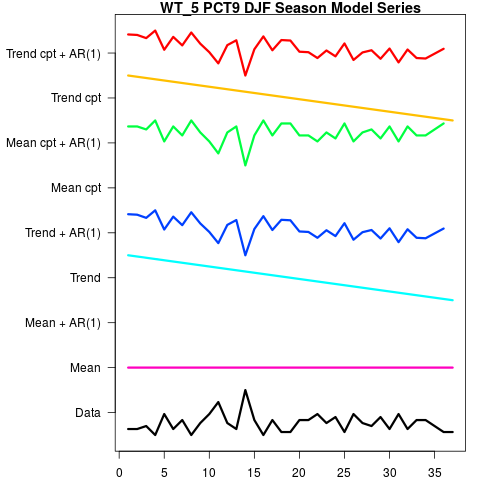 WT_5 PCT9 DJF Season Model Series
Trend cpt + AR(1)
Trend cpt
Mean cpt + AR(1)
Mean cpt
Trend + AR(1)
Trend
Mean + AR(1)
Mean
Data
0 5 10 15 20 25 30 35